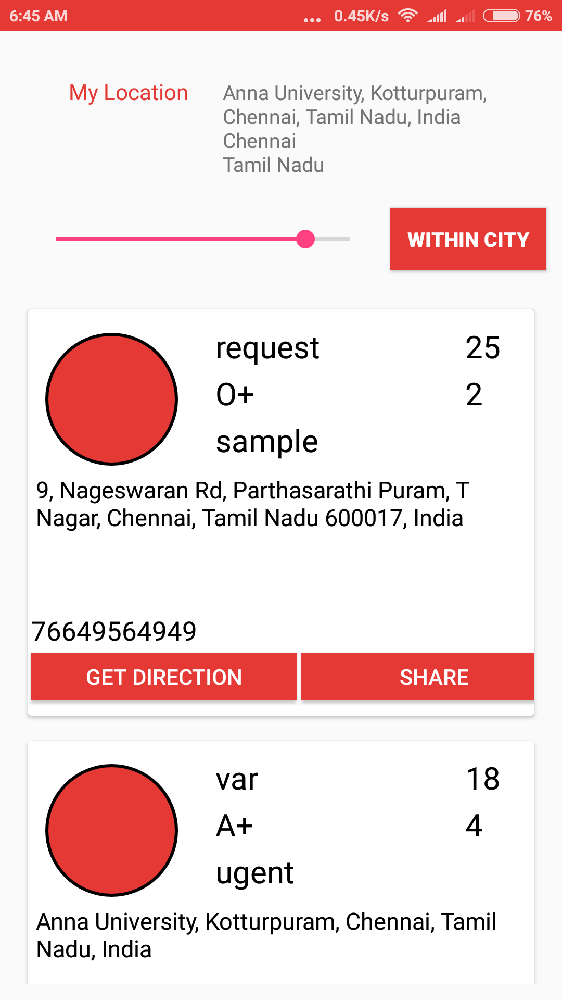 6:45 AM ... 0.45K/s 76%
My Location
Anna University, Kotturpuram,
Chennai, Tamil Nadu, India
Chennai
Tamil Nadu
WITHIN CITY
request 25
O+ 2
sample
9, Nageswaran Rd, Parthasarathi Puram, T
Nagar, Chennai, Tamil Nadu 600017, India
76649564949
GET DIRECTION SHARE
var 18
A+ 4
ugent
Anna University, Kotturpuram, Chennai, Tamil
Nadu, India